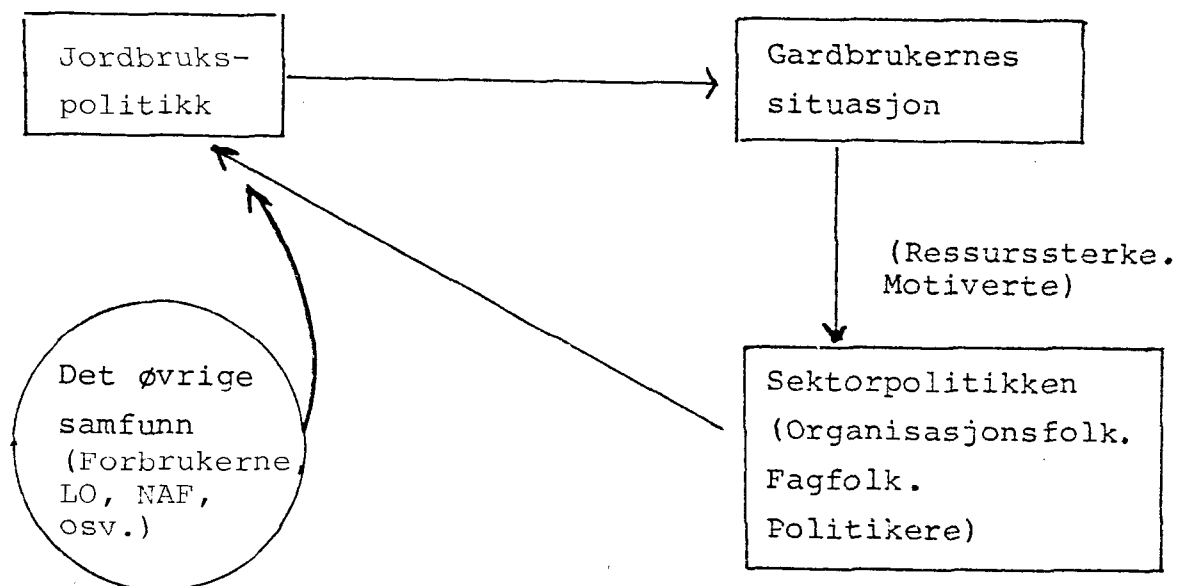 Jordbruks-
politikk
Gardbrukernes
situasjon
(Ressurssterke.
Motiverte)
Det øvrige
samfunn
(Forbrukerne,
LO, NAF,
osv.)
Sektorpolitikken
(Organisasjonsfolk.
Fagfolk.
Politikere)